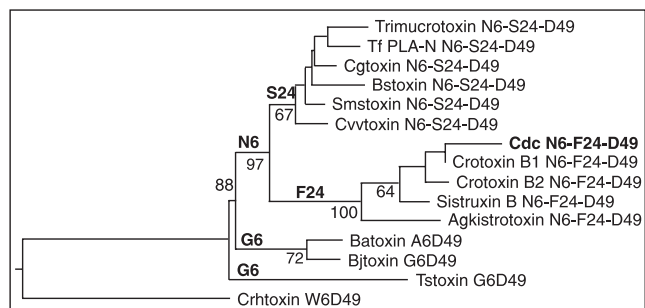 Trimucrotoxin N6-S24-D49
Tf PLA-N N6-S24-D49
Cgtoxin N6-S24-D49
Bstoxin N6-S24-D49
S24
Smstoxin N6-S24-D49
67
Cvvtoxin N6-S24-D49
N6
Cdc N6-F24-D49
97
Crotoxin B1 N6-F24-D49
88
Crotoxin B2 N6-F24-D49
F24
64
Sistruxin B N6-F24-D49
100
Agkistrotoxin N6-F24-D49
G6
Batoxin A6D49
72
Bjtoxin G6D49
G6
Tstoxin G6D49
Crhtoxin W6D49